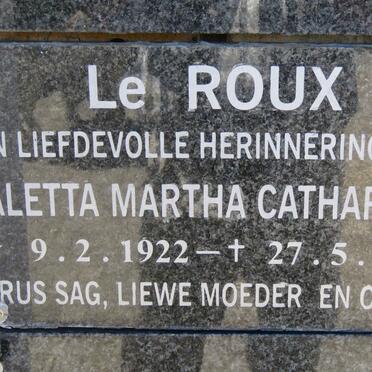 Le ROUX
N LIEFDEVOLLE HERINNERING
ALETTA MARTHA CATHAR
9.2.1922 – † 27.5.
RUS SAG, LIEWE MOEDER EN O